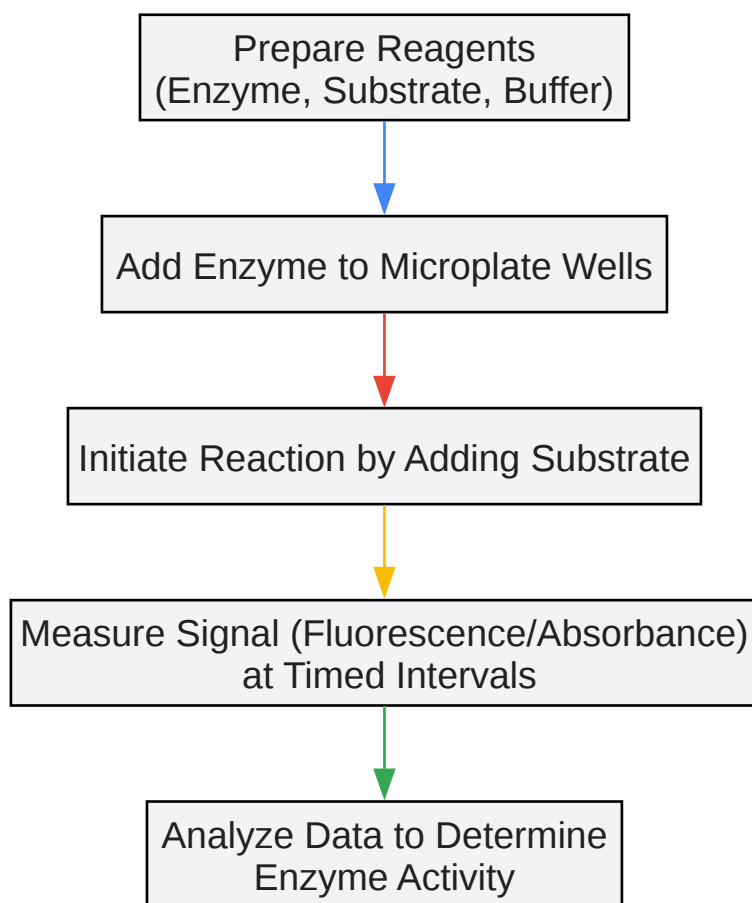 Prepare Reagents
(Enzyme, Substrate, Buffer)
Add Enzyme to Microplate Wells
Initiate Reaction by Adding Substrate
Measure Signal (Fluorescence/Absorbance)
at Timed Intervals
Analyze Data to Determine
Enzyme Activity